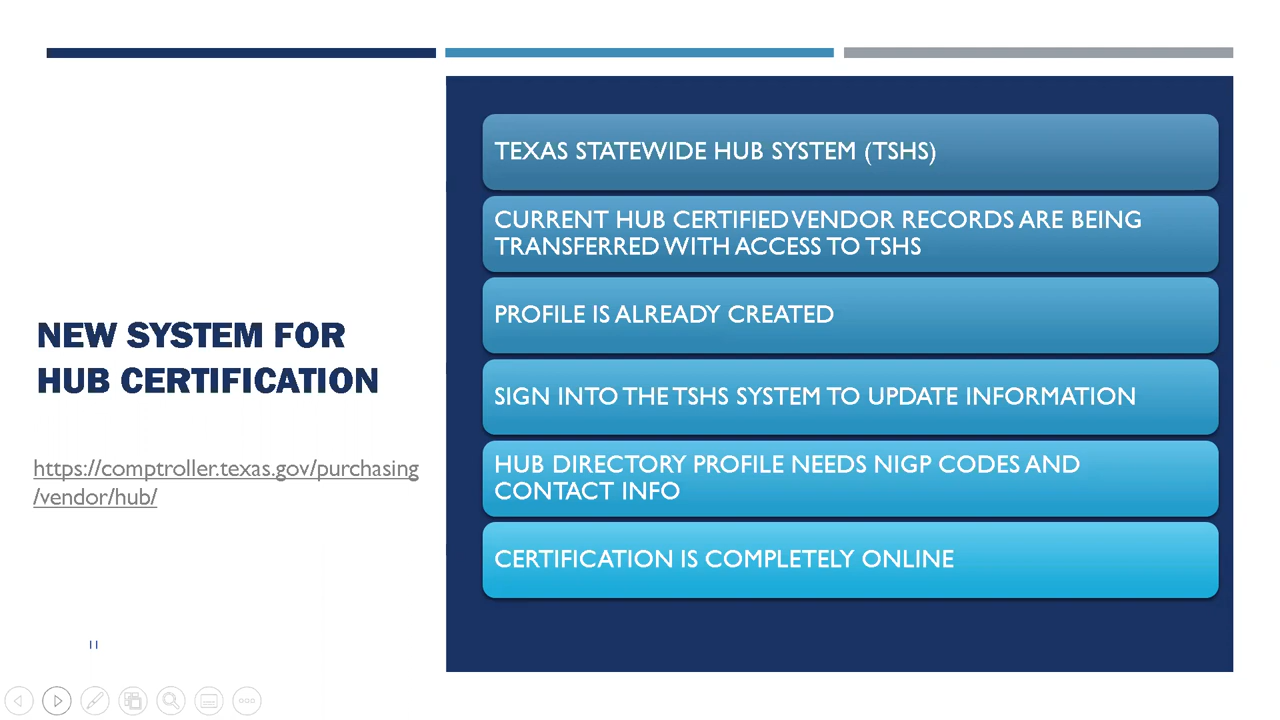 NEW SYSTEM FOR
HUB CERTIFICATION
https://comptroller.texas.gov/purchasing
/vendor/hub/
TEXAS STATEWIDE HUB SYSTEM (TSHS)
CURRENT HUB CERTIFIED VENDOR RECORDS ARE BEING
TRANSFERRED WITH ACCESS TO TSHS
PROFILE IS ALREADY CREATED
SIGN INTO THE TSHS SYSTEM TO UPDATE INFORMATION
HUB DIRECTORY PROFILE NEEDS NIGP CODES AND
CONTACT INFO
CERTIFICATION IS COMPLETELY ONLINE
11